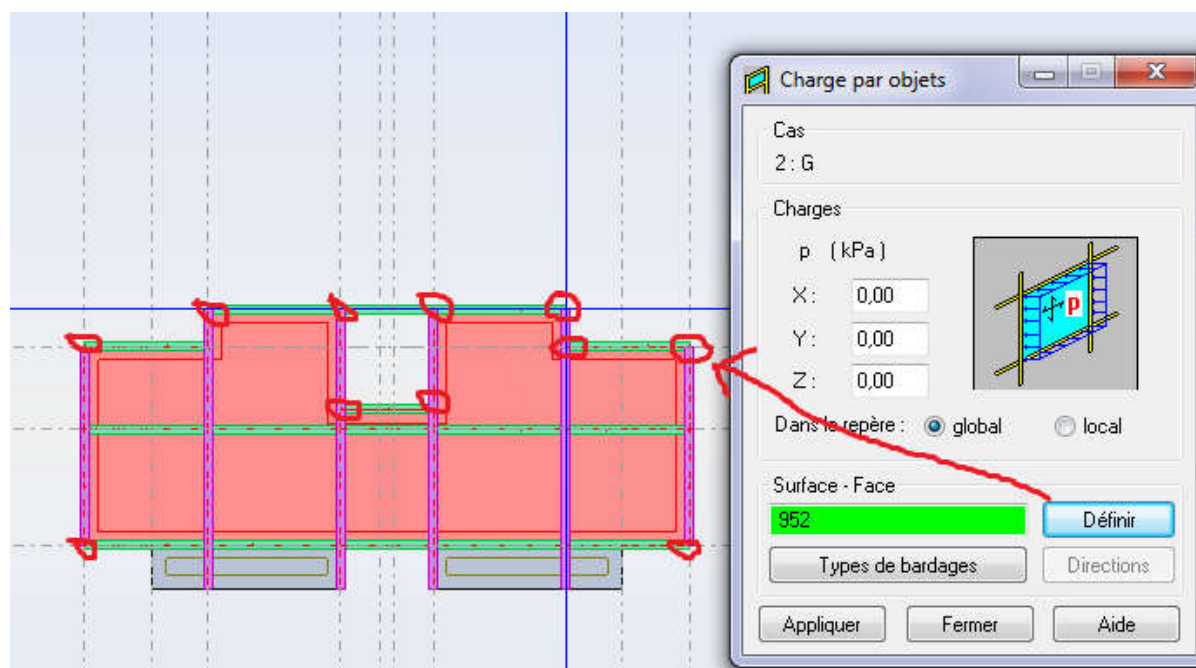 Charge par objets
Cas
2 : G
Charges
p ( kPa )
X : 0,00
Y : 0,00
Z : 0,00
P
Dans le repère : global local
Surface - Face
952 Définir
Types de bardages Directions
Appliquer Fermer Aide